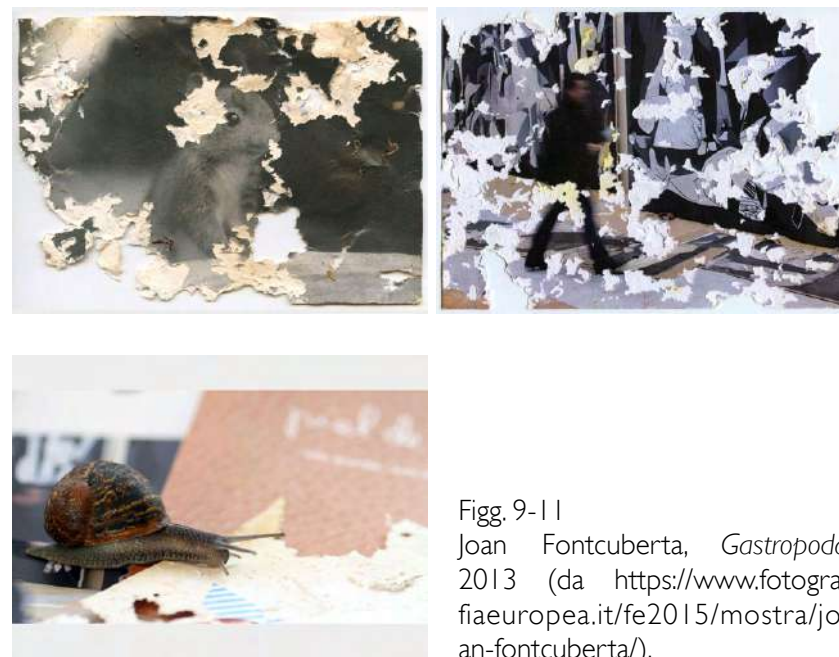 Figg. 9-11
Joan Fontcuberta, Gastropoda
2013 (da https://www.fotogra-
fiaeuropea.it/fe2015/mostra/jo-
an-fontcuberta/).